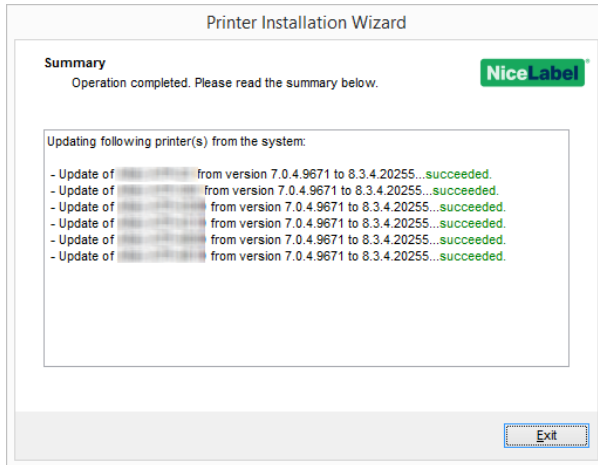 Printer Installation Wizard
Summary
Operation completed. Please read the summary below.
NiceLabel
Updating following printer(s) from the system:
- Update of from version 7.0.4.9671 to 8.3.4.20255...succeeded.
- Update of from version 7.0.4.9671 to 8.3.4.20255...succeeded.
- Update of from version 7.0.4.9671 to 8.3.4.20255...succeeded.
- Update of from version 7.0.4.9671 to 8.3.4.20255...succeeded.
- Update of from version 7.0.4.9671 to 8.3.4.20255...succeeded.
- Update of from version 7.0.4.9671 to 8.3.4.20255...succeeded.
Exit